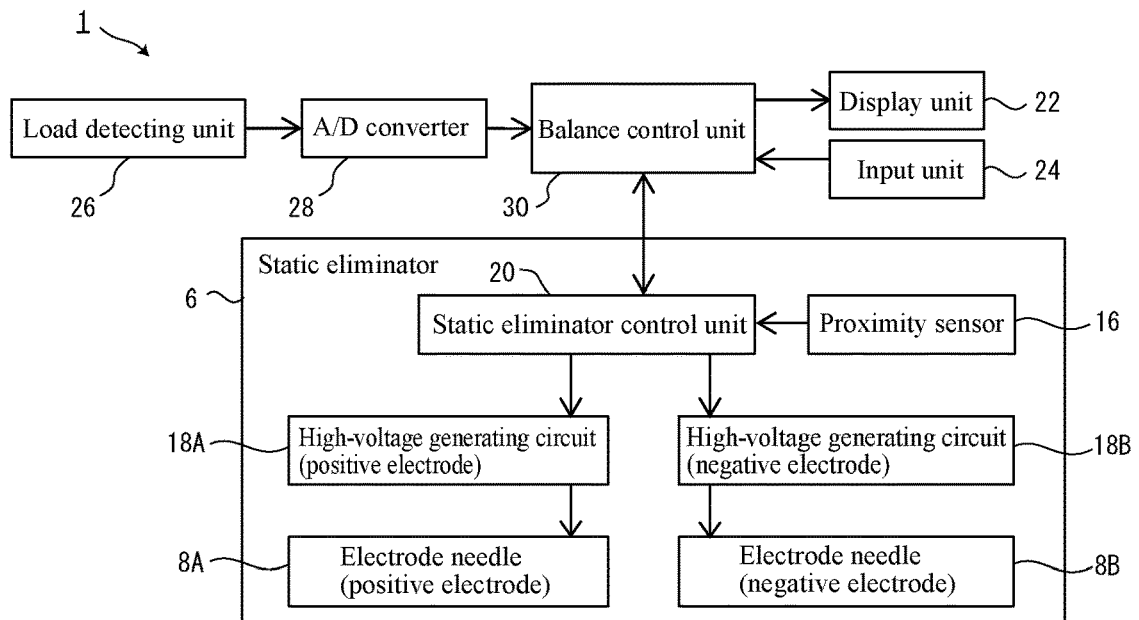 1
Load detecting unit
A/D converter
Balance control unit
Display unit
22
Input unit
24
26
28
30
Static eliminator
20
6
Static eliminator control unit
Proximity sensor
16
18A
High-voltage generating circuit
(positive electrode)
High-voltage generating circuit
(negative electrode)
18B
8A
Electrode needle
(positive electrode)
Electrode needle
(negative electrode)
8B